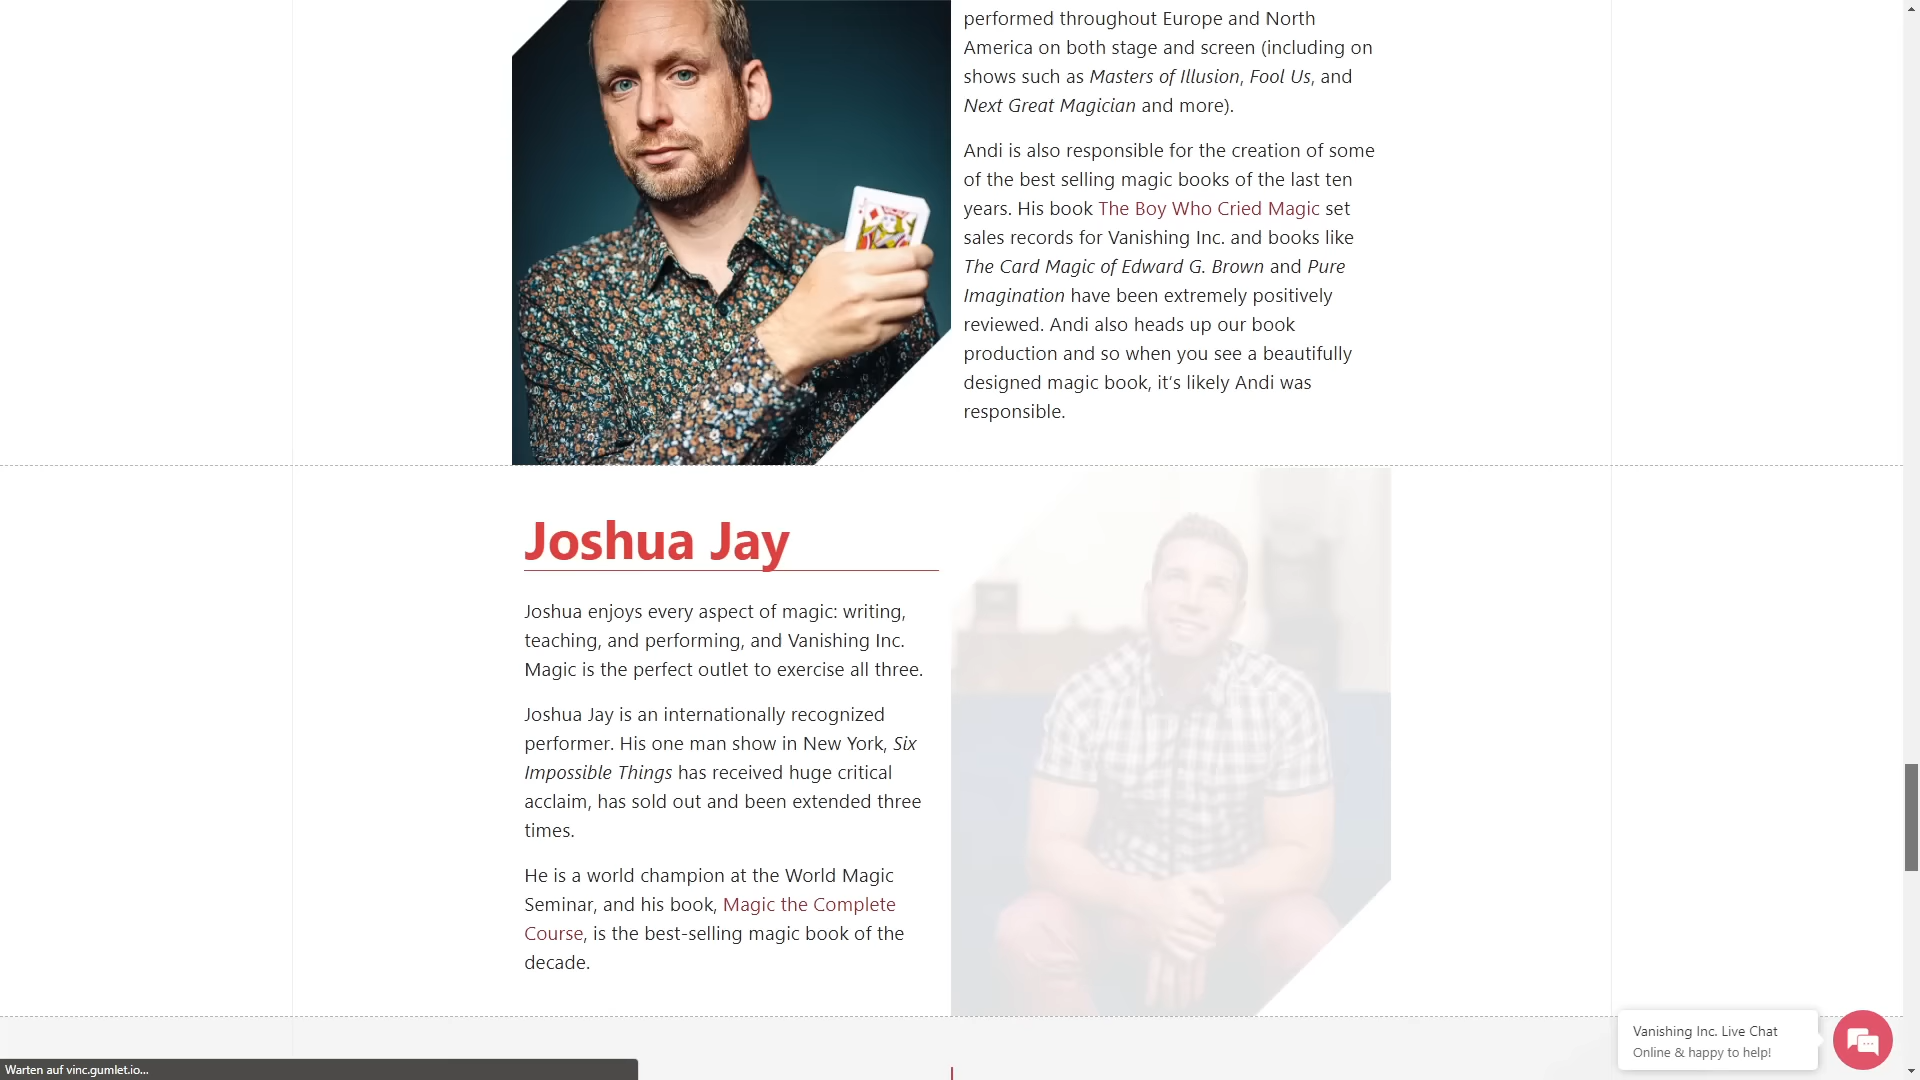 performed throughout Europe and North
America on both stage and screen (including on
shows such as Masters of Illusion, Fool Us, and
Next Great Magician and more).
Andi is also responsible for the creation of some
of the best selling magic books of the last ten
years. His book The Boy Who Cried Magic set
sales records for Vanishing Inc. and books like
The Card Magic of Edward G. Brown and Pure
Imagination have been extremely positively
reviewed. Andi also heads up our book
production and so when you see a beautifully
designed magic book, it’s likely Andi was
responsible.
Joshua Jay
Joshua enjoys every aspect of magic: writing,
teaching, and performing, and Vanishing Inc.
Magic is the perfect outlet to exercise all three.
Joshua Jay is an internationally recognized
performer. His one man show in New York, Six
Impossible Things has received huge critical
acclaim, has sold out and been extended three
times.
He is a world champion at the World Magic
Seminar, and his book, Magic the Complete
Course, is the best-selling magic book of the
decade.
Vanishing Inc. Live Chat
Online & happy to help!
Warten auf vinc.gumlet.io...